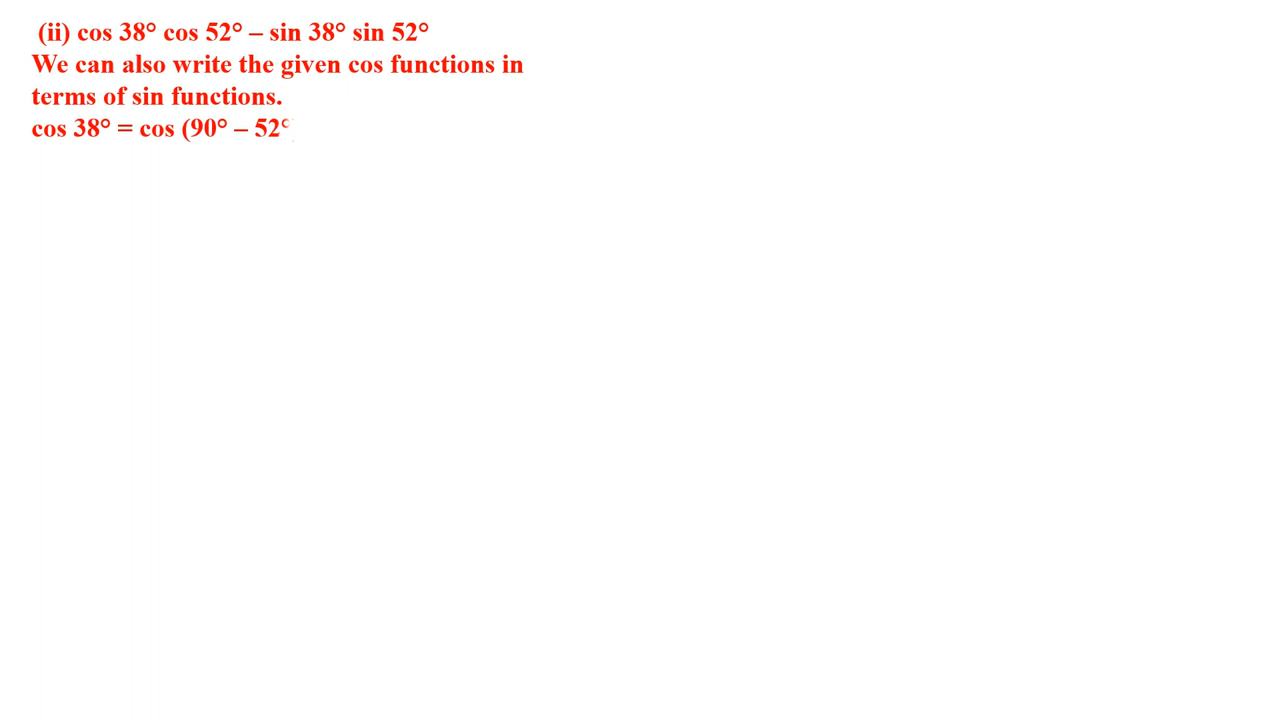 (ii) cos 38° cos 52° – sin 38° sin 52°
We can also write the given cos functions in
terms of sin functions.
cos 38° = cos (90° – 52°